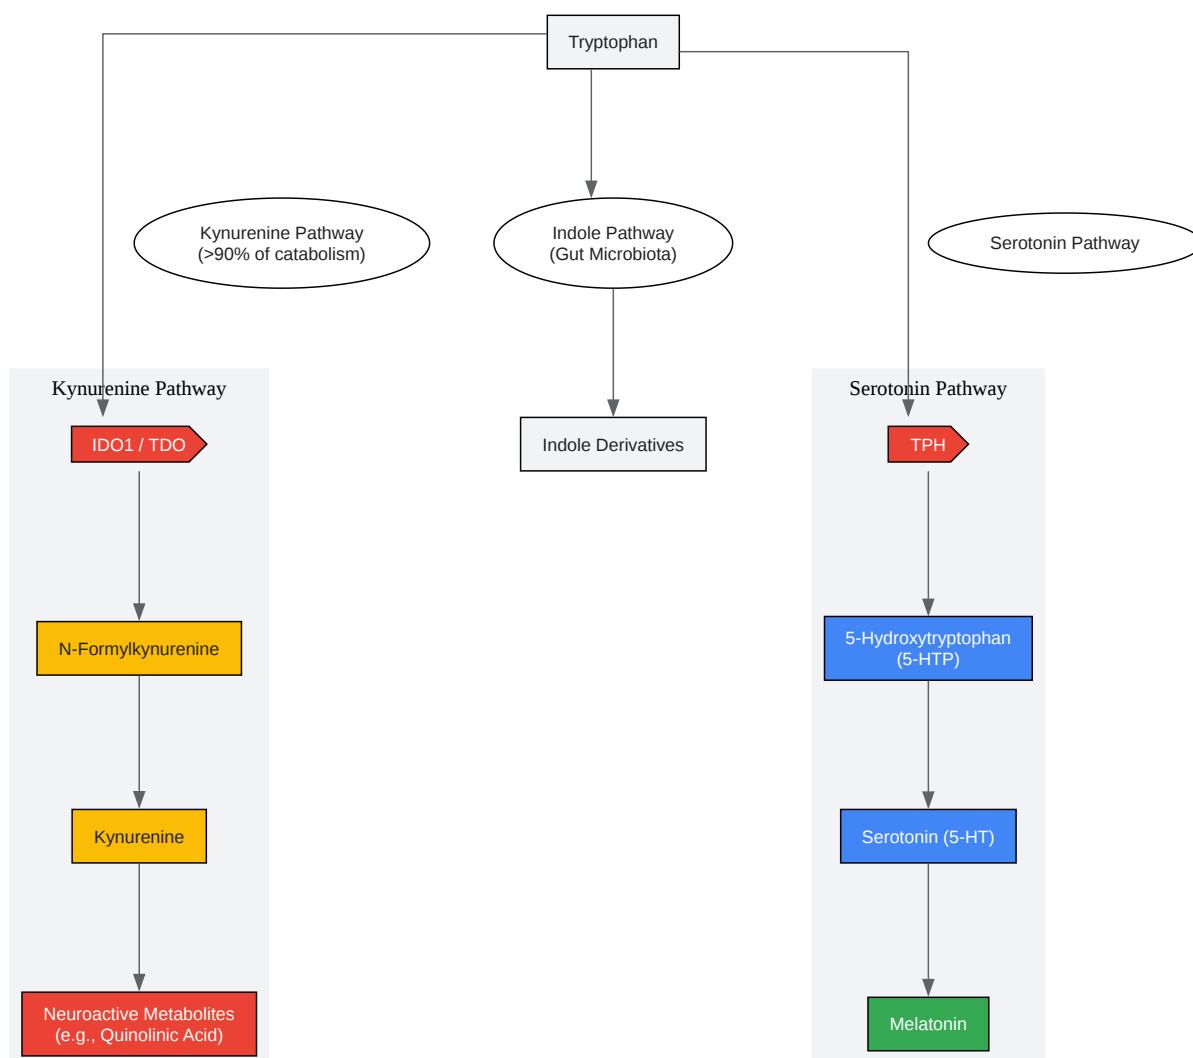 Tryptophan
Kynurenine Pathway
(>90% of catabolism)
Indole Pathway
(Gut Microbiota)
Serotonin Pathway
Kynurenine Pathway
Serotonin Pathway
IDO1 / TDO
Indole Derivatives
TPH
N-Formylkynurenine
5-Hydroxytryptophan
(5-HTP)
Kynurenine
Serotonin (5-HT)
Neuroactive Metabolites
(e.g., Quinolinic Acid)
Melatonin